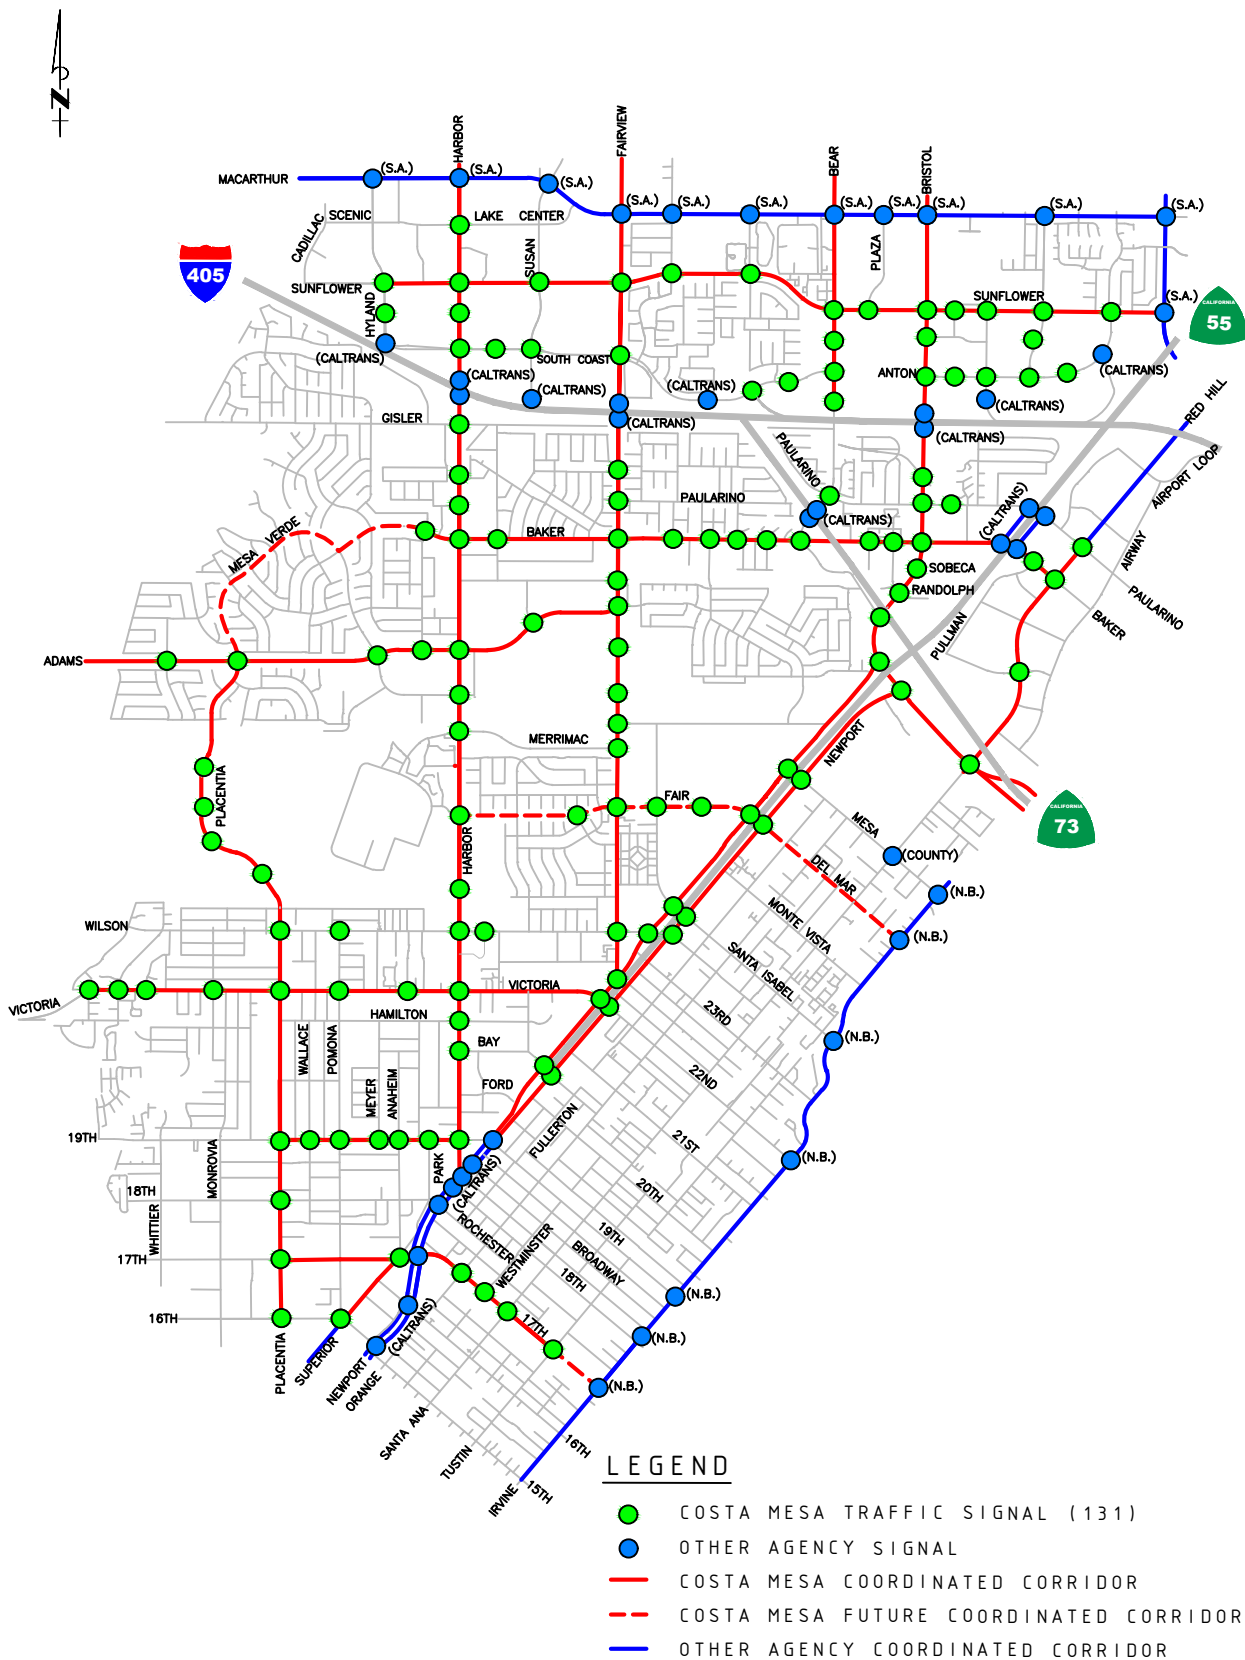 N
HARBOR
FAIRVIEW
BEAR
BRISTOL
MACARTHUR
(S.A.)
(S.A.)
(S.A.)
(S.A.)
(S.A.)
(S.A.)
(S.A.)
(S.A.)
(S.A.)
(S.A.)
(S.A.)
CADILLAC
SCENIC
LAKE CENTER
SUSAN
PLAZA
405
SUNFLOWER
SUNFLOWER
(S.A.)
HYLAND
CALIFORNIA
55
(CALTRANS)
SOUTH COAST
(CALTRANS)
(CALTRANS)
(CALTRANS)
ANTON
(CALTRANS)
(CALTRANS)
RED HILL
GISLER
(CALTRANS)
(CALTRANS)
PAULARINO
AIRPORT LOOP
PAULARINO
(CALTRANS)
(CALTRANS)
MESA VERDE
BAKER
AIRWAY
SOBECA
RANDOLPH
PAULARINO
BAKER
PULLMAN
ADAMS
MERRIMAC
NEWPORT
PLACENTIA
FAIR
MESA
CALIFORNIA
73
HARBOR
(COUNTY)
DEL MAR
(N.B.)
MONTE VISTA
WILSON
(N.B.)
SANTA ISABEL
VICTORIA
VICTORIA
HAMILTON
23RD
WALLACE
POMONA
BAY
(N.B.)
MEYER
ANAHEIM
FORD
22ND
FULLERTON
19TH
21ST
MONROVIA
PARK
(CALTRANS)
(N.B.)
18TH
20TH
WHITTIER
ROCHESTER
WESTMINSTER
19TH
17TH
BROADWAY
18TH
(N.B.)
16TH
(CALTRANS)
17TH
(N.B.)
PLACENTIA
SUPERIOR
NEWPORT
ORANGE
(N.B.)
SANTA ANA
TUSTIN
16TH
IRVINE
15TH
LEGEND
COSTA MESA TRAFFIC SIGNAL (131)
OTHER AGENCY SIGNAL
COSTA MESA COORDINATED CORRIDOR
COSTA MESA FUTURE COORDINATED CORRIDOR
OTHER AGENCY COORDINATED CORRIDOR